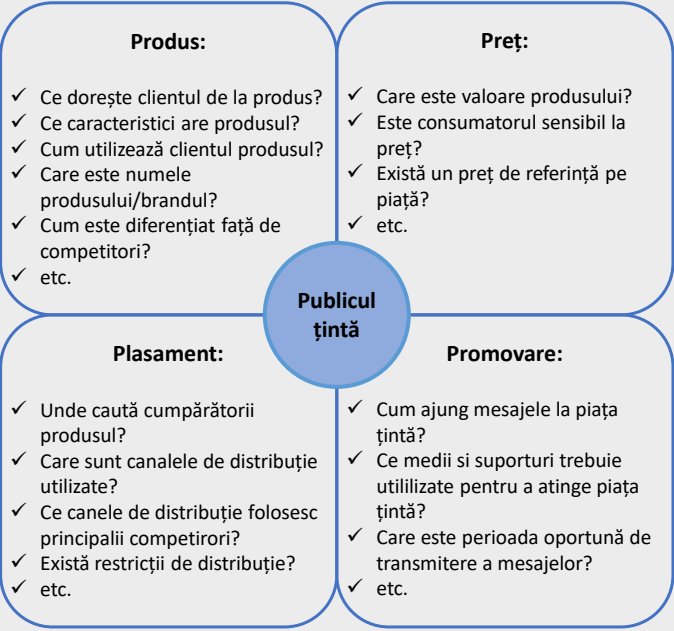 Produs:
✓ Ce dorește clientul de la produs?
✓ Ce caracteristici are produsul?
✓ Cum utilizează clientul produsul?
✓ Care este numele
produsului/brandul?
✓ Cum este diferențiat față de
competitori?
✓ etc.
Preț:
✓ Care este valoare produsului?
✓ Este consumatorul sensibil la
preț?
✓ Există un preț de referință pe
piață?
✓ etc.
Publicul
țintă
Plasament:
✓ Unde caută cumpărătorii
produsul?
✓ Care sunt canalele de distribuție
utilizate?
✓ Ce canele de distribuție folosesc
principalii competirori?
✓ Există restricții de distribuție?
✓ etc.
Promovare:
✓ Cum ajung mesajele la piața
țintă?
✓ Ce medii si suporturi trebuie
utililizate pentru a atinge piața
țintă?
✓ Care este perioada oportună de
transmitere a mesajelor?
✓ etc.